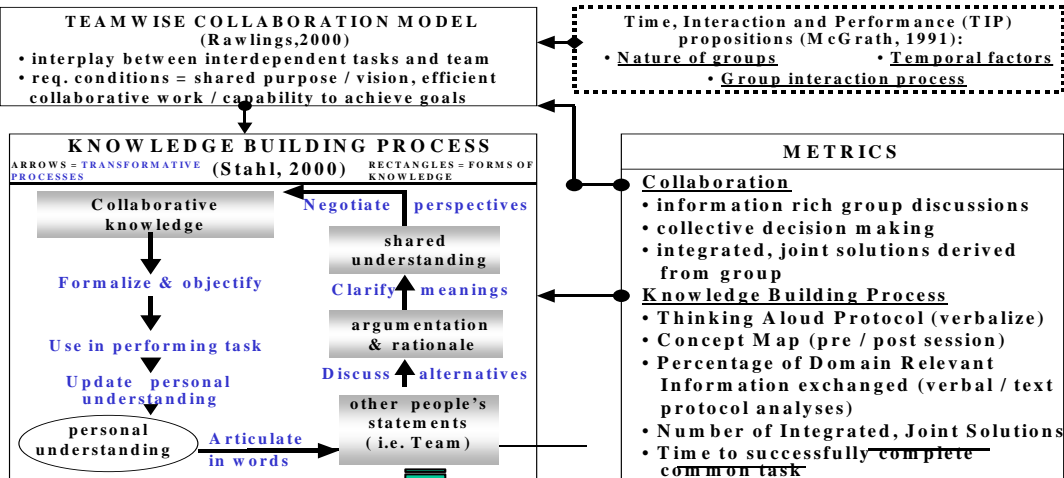 TEAMWISE COLLABORATION MODEL
(Rawlings,2000)
• interplay between interdependent tasks and team
• req. conditions = shared purpose / vision, efficient
collaborative work / capability to achieve goals
Time, Interaction and Performance (TIP)
propositions (McGrath, 1991):
• Nature of groups • Temporal factors
• Group interaction process
KNOWLEDGE BUILDING PROCESS
ARROWS = TRANSFORMATIVE
PROCESSES
(Stahl, 2000)
RECTANGLES = FORMS OF
KNOWLEDGE
Collaborative
knowledge
Formalize & objectify
Use in performing task
Update personal
understanding
personal
understanding
Articulate
in words
other people's
statements
( i.e. Team)
Discuss alternatives
argumentation
& rationale
Clarify meanings
shared
understanding
Negotiate perspectives
METRICS
Collaboration
• information rich group discussions
• collective decision making
• integrated, joint solutions derived
from group
Knowledge Building Process
• Thinking Aloud Protocol (verbalize)
• Concept Map (pre / post session)
• Percentage of Domain Relevant
Information exchanged (verbal / text
protocol analyses)
• Number of Integrated, Joint Solutions
• Time to successfully complete
common task